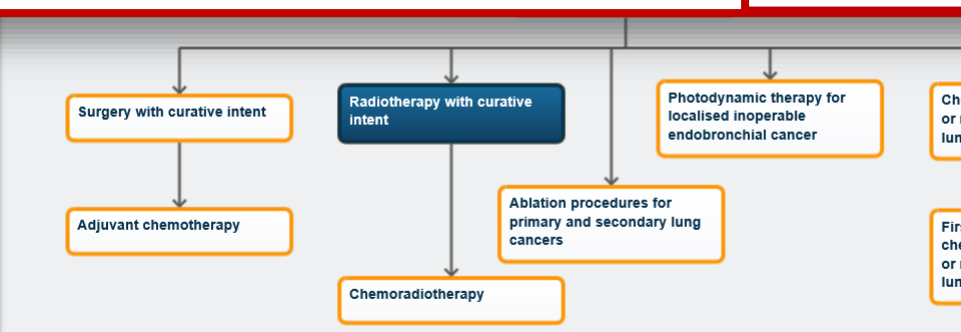 Surgery with curative intent
Radiotherapy with curative
intent
Photodynamic therapy for
localised inoperable
endobronchial cancer
Adjuvant chemotherapy
Ablation procedures for
primary and secondary lung
cancers
Chemoradiotherapy